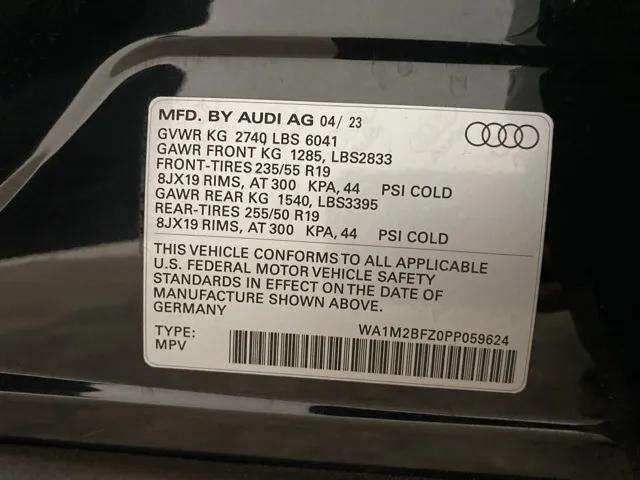 MFD. BY AUDI AG 04/ 23
GVWR KG 2740 LBS 6041
GAWR FRONT KG 1285, LBS2833
FRONT-TIRES 235/55 R19
8JX19 RIMS, AT 300 KPA, 44 PSI COLD
GAWR REAR KG 1540, LBS3395
REAR-TIRES 255/50 R19
8JX19 RIMS, AT 300 KPA, 44 PSI COLD
THIS VEHICLE CONFORMS TO ALL APPLICABLE
U.S. FEDERAL MOTOR VEHICLE SAFETY
STANDARDS IN EFFECT ON THE DATE OF
MANUFACTURE SHOWN ABOVE.
GERMANY
TYPE: WA1M2BFZ0PP059624
MPV